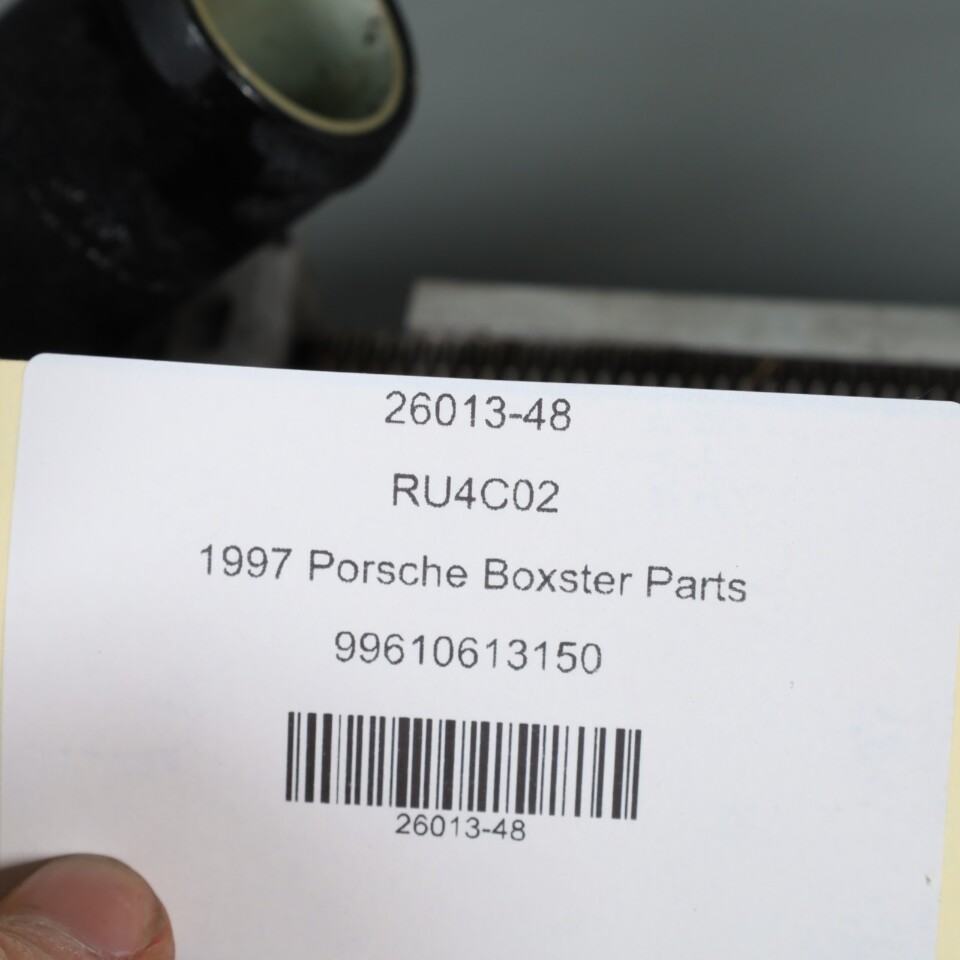 26013-48
RU4C02
1997 Porsche Boxster Parts
99610613150
26013-48